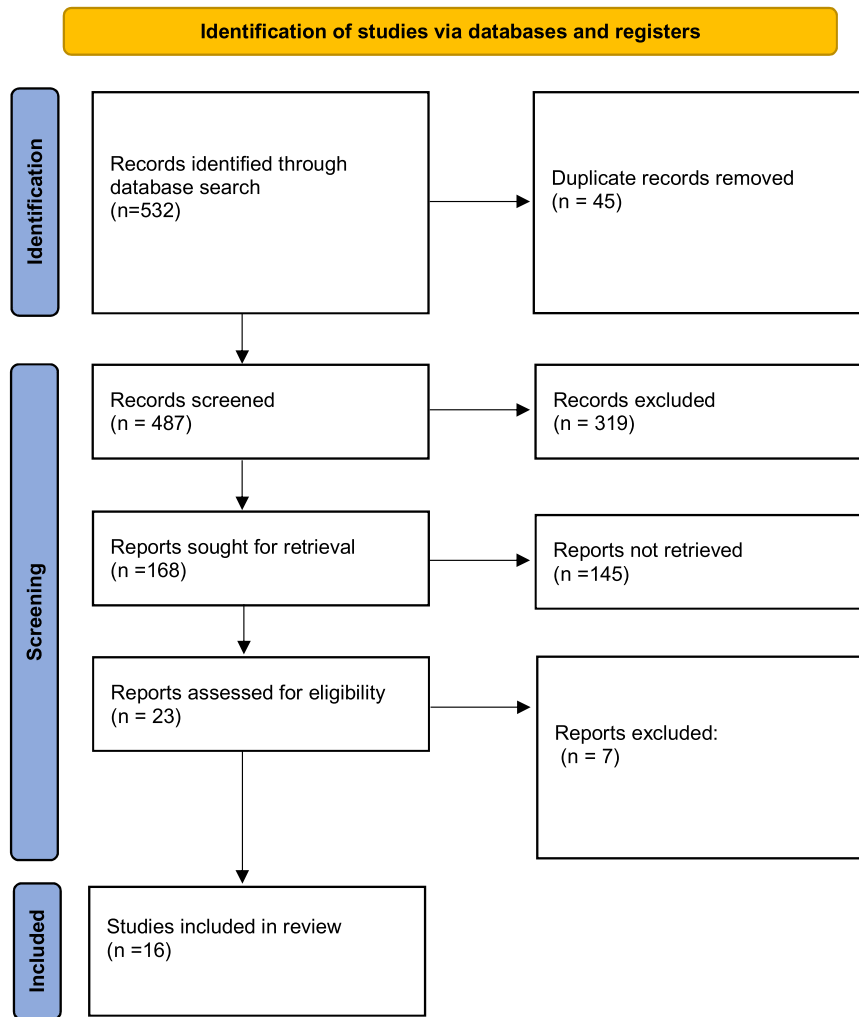 Identification of studies via databases and registers
Identification
Records identified through
database search
(n=532)
Duplicate records removed
(n = 45)
Screening
Records screened
(n = 487)
Records excluded
(n = 319)
Reports sought for retrieval
(n =168)
Reports not retrieved
(n =145)
Reports assessed for eligibility
(n = 23)
Reports excluded:
(n = 7)
Included
Studies included in review
(n =16)